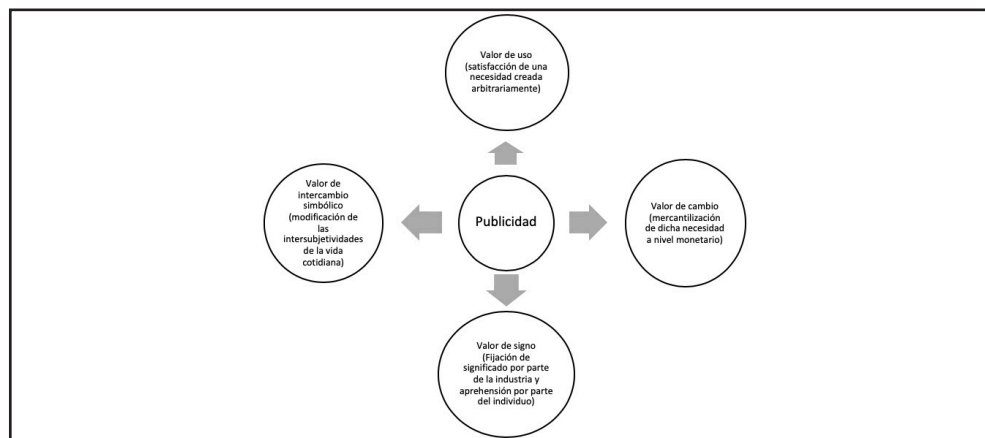 Valor de uso
(satisfacción de una
necesidad creada
arbitrariamente)
Valor de
intercambio
símbólico
(modificación de
las
intersubjetividades
de la vida
cotidiana)
Publicidad
Valor de cambio
(mercantilización
de dicha necesidad
a nivel monetario)
Valor de signo
(Fijación de
significado por parte
de la industria y
aprehensión por parte
del individuo)